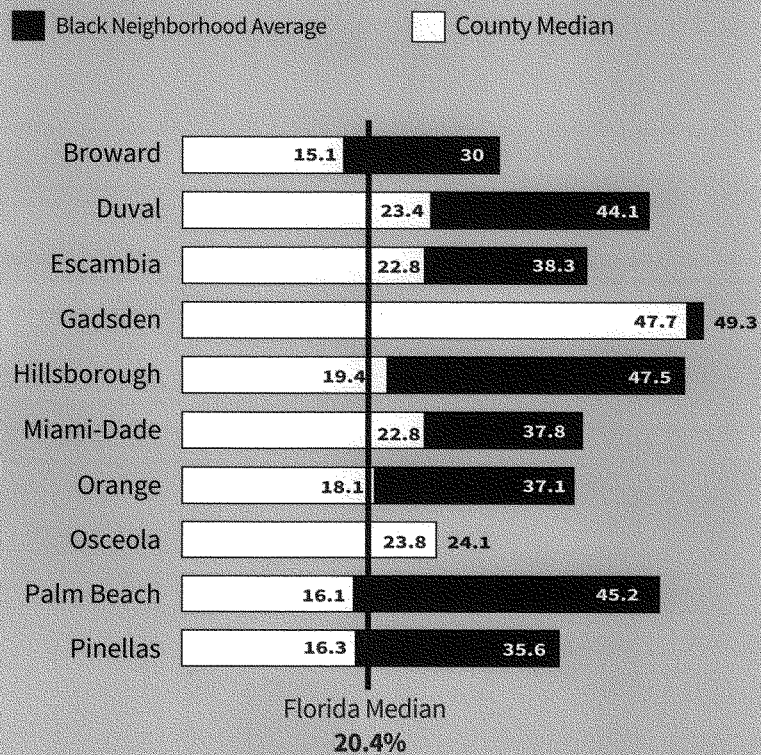 Black Neighborhood Average County Median
Broward 15.1 30
Duval 23.4 44.1
Escambia 22.8 38.3
Gadsden 47.7 49.3
Hillsborough 19.4 47.5
Miami-Dade 22.8 37.8
Orange 18.1 37.1
Osceola 23.8 24.1
Palm Beach 16.1 45.2
Pinellas 16.3 35.6
Florida Median
20.4%